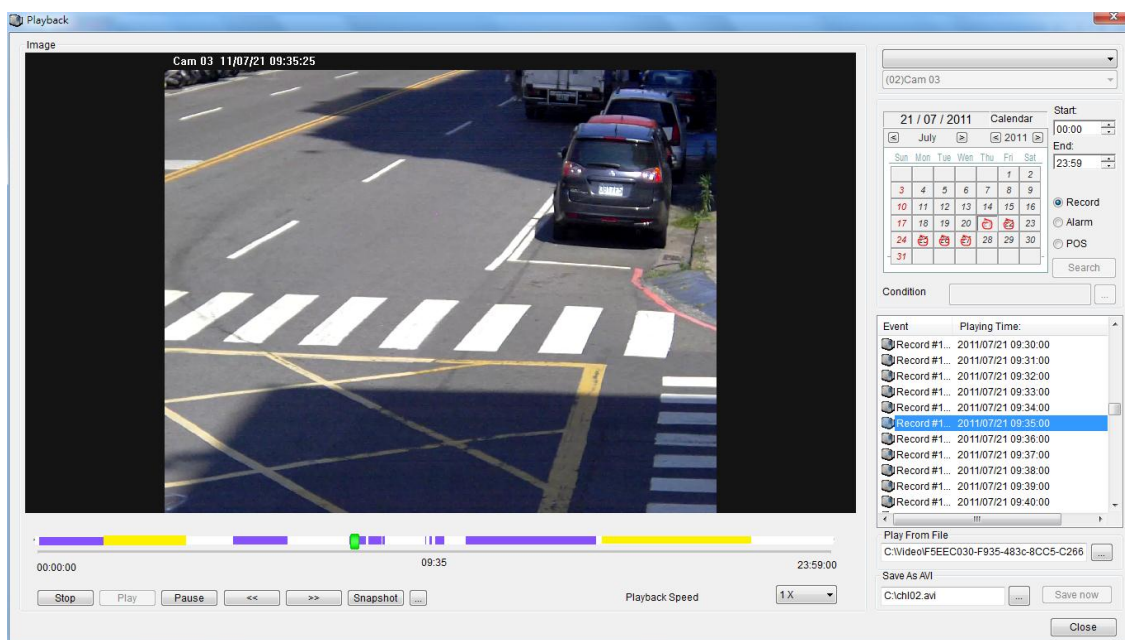 Playback
Image
Cam 03 11/07/21 09:35:25
(02)Cam 03
21 / 07 / 2011 Calendar
July 2011
Sun Mon Tue Wen Thu Fri Sat
1 2
3 4 5 6 7 8 9
10 11 12 13 14 15 16
17 18 19 20 23
24 28 29 30
31
Start:
00:00
End:
23:59
Record
Alarm
POS
Search
Condition
...
Event Playing Time:
Record #1... 2011/07/21 09:30:00
Record #1... 2011/07/21 09:31:00
Record #1... 2011/07/21 09:32:00
Record #1... 2011/07/21 09:33:00
Record #1... 2011/07/21 09:34:00
Record #1... 2011/07/21 09:35:00
Record #1... 2011/07/21 09:36:00
Record #1... 2011/07/21 09:37:00
Record #1... 2011/07/21 09:38:00
Record #1... 2011/07/21 09:39:00
Record #1... 2011/07/21 09:40:00
00:00:00 09:35 23:59:00
Stop Play Pause << >> Snapshot ...
Playback Speed 1 X
Play From File
C:\Video\F5EEC030-F935-483c-8CC5-C266 ...
Save As AVI
C:\chl02.avi ... Save now
Close